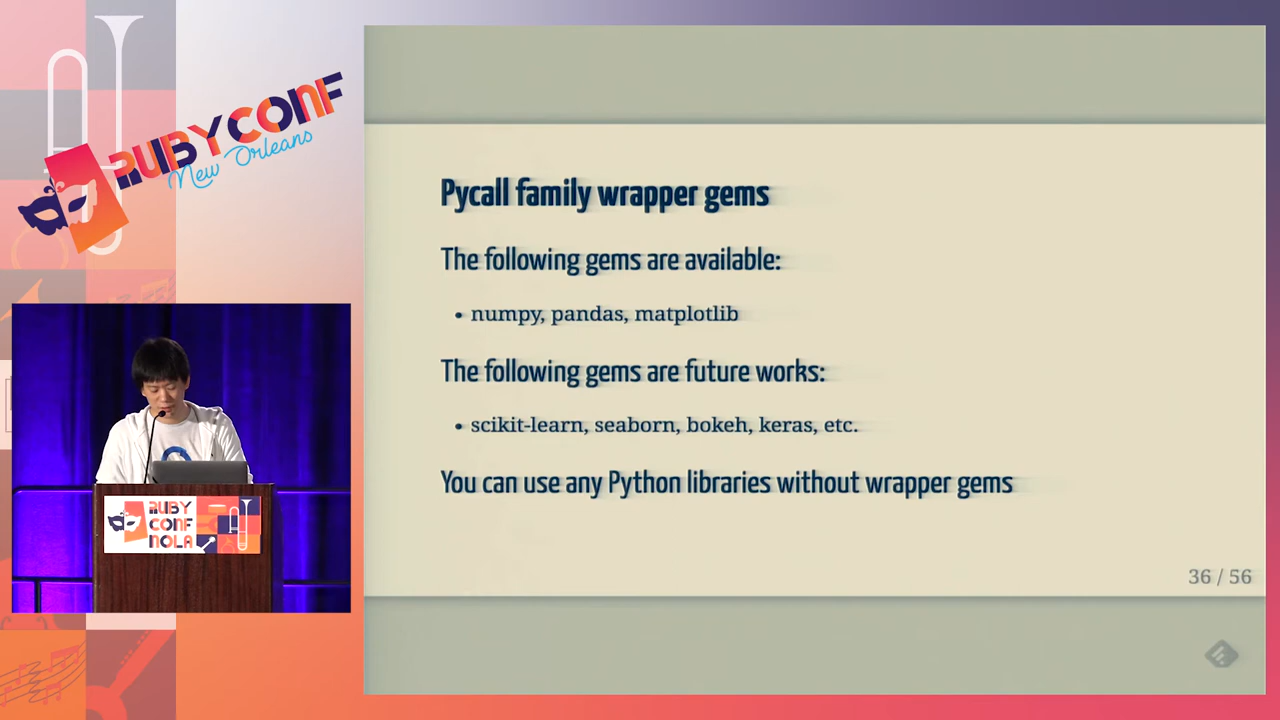 RUBYCONF
New Orleans
RUBY
CONF
NOLA
Pycall family wrapper gems
The following gems are available:
• numpy, pandas, matplotlib
The following gems are future works:
• scikit-learn, seaborn, bokeh, keras, etc.
You can use any Python libraries without wrapper gems
36 / 56